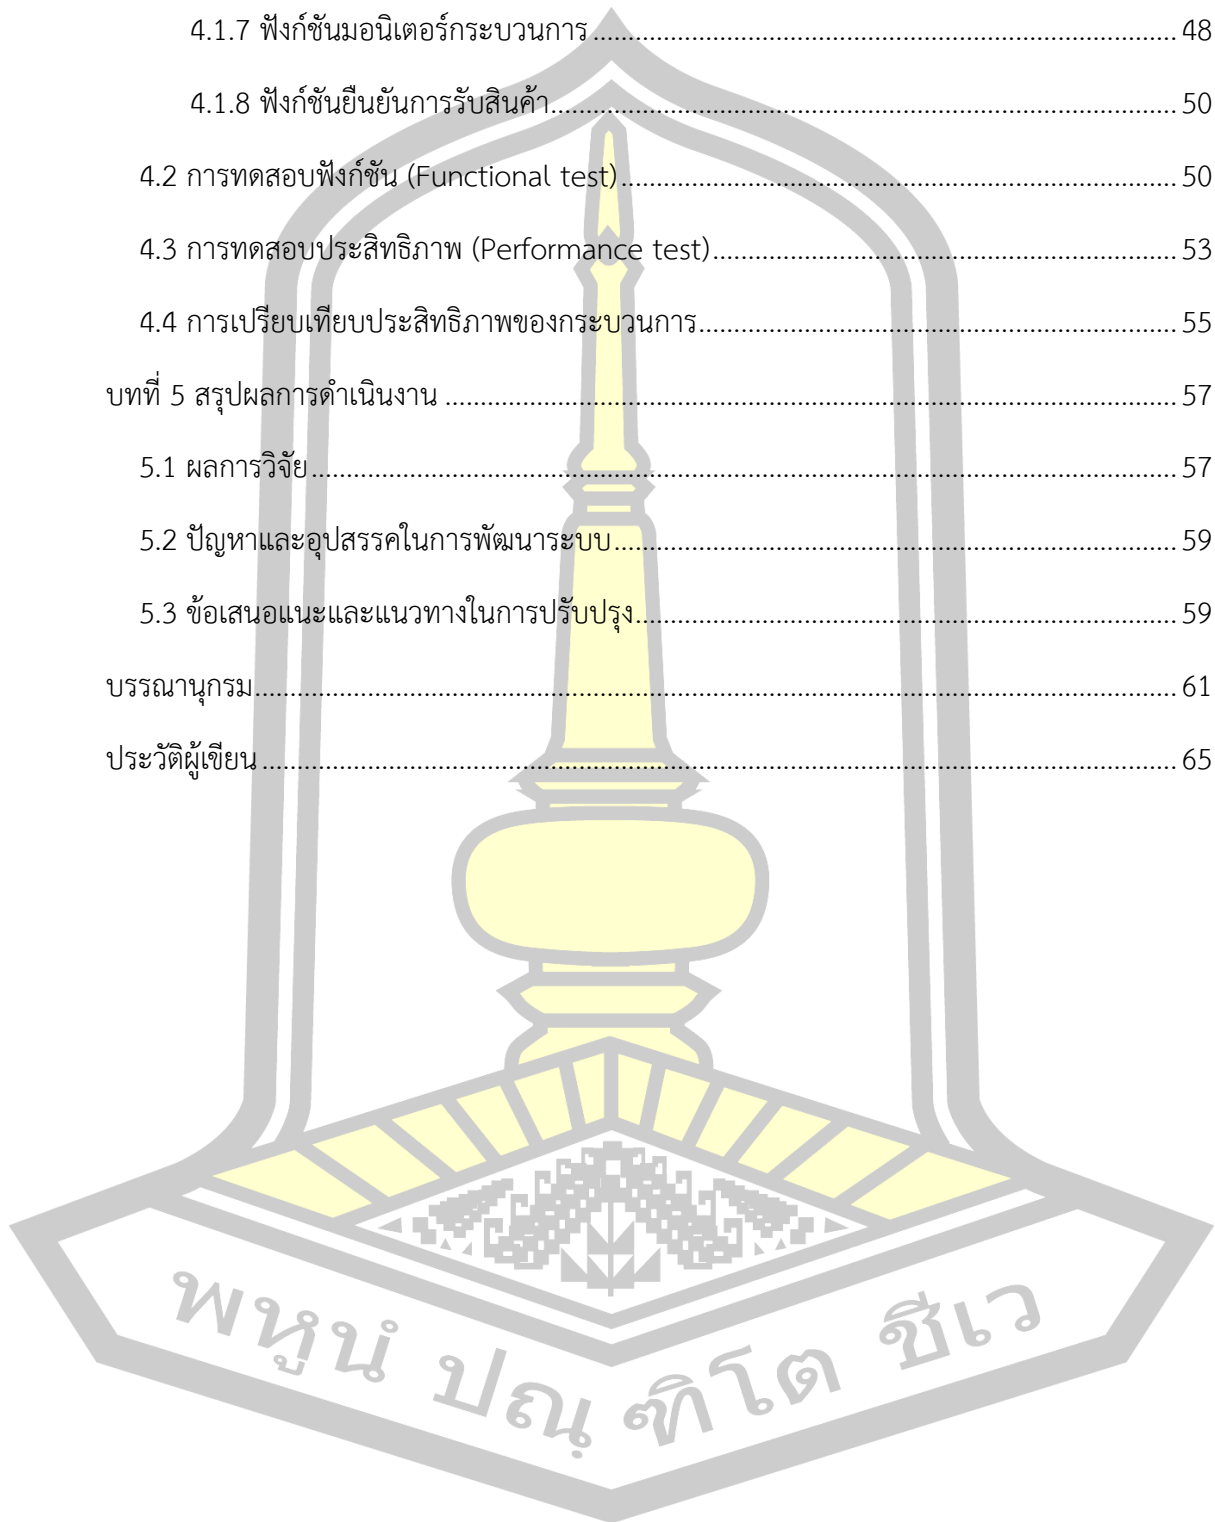 4.1.7 ฟังก์ชันมอนิเตอร์กระบวนการ ........................................................................ 48
4.1.8 ฟังก์ชันยืนยันการรับสินค้า............................................................................. 50
4.2 การทดสอบฟังก์ชัน (Functional test) .................................................................... 50
4.3 การทดสอบประสิทธิภาพ (Performance test)......................................................... 53
4.4 การเปรียบเทียบประสิทธิภาพของกระบวนการ........................................................... 55
บทที่ 5 สรุปผลการดำเนินงาน ........................................................................................... 57
5.1 ผลการวิจัย ........................................................................................................... 57
5.2 ปัญหาและอุปสรรคในการพัฒนาระบบ..................................................................... 59
5.3 ข้อเสนอแนะและแนวทางในการปรับปรุง.................................................................. 59
บรรณานุกรม.................................................................................................................. 61
ประวัติผู้เขียน ................................................................................................................. 65
พหูนํ ปณฺ ฑิโต ชีเว